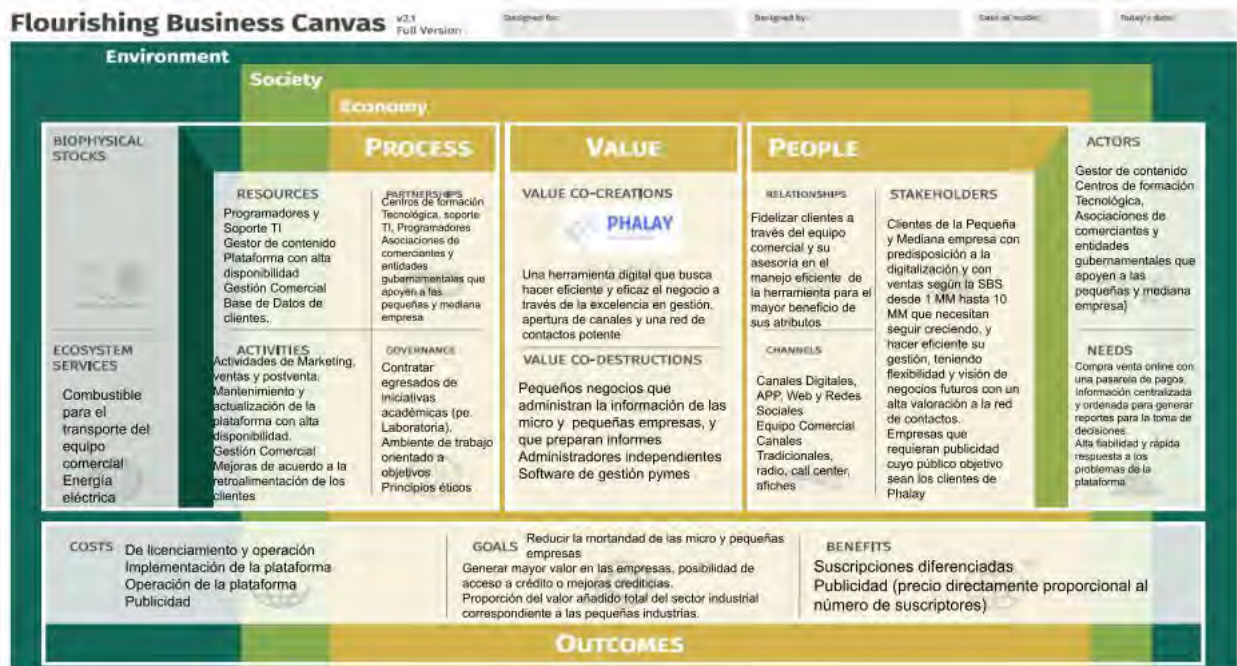 Flourishing Business Canvas v2.1
Full Version
Designed for:
Designed by:
Date of model:
Today's date:
Environment
Society
Economy
PROCESS
VALUE
PEOPLE
BIOPHYSICAL
STOCKS
ECOSYSTEM
SERVICES
Combustible
para el
transporte del
equipo
comercial
Energía
eléctrica
RESOURCES
Programadores y
Soporte TI
Gestor de contenido
Plataforma con alta
disponibilidad
Gestión Comercial
Base de Datos de
clientes.
PARTNERSHIPS
Centros de formación
Tecnológica, soporte
TI, Programadores
Asociaciones de
comerciantes y
entidades
gubernamentales que
apoyen a las
pequeñas y mediana
empresa
ACTIVITIES
Actividades de Marketing,
ventas y postventa.
Mantenimiento y
actualización de la
plataforma con alta
disponibilidad.
Gestión Comercial
Mejoras de acuerdo a la
retroalimentación de los
clientes
GOVERNANCE
Contratar
egresados de
iniciativas
académicas (pe.
Laboratoria).
Ambiente de trabajo
orientado a
objetivos
Principios éticos
VALUE CO-CREATIONS
PHALAY
Una herramienta digital que busca
hacer eficiente y eficaz el negocio a
través de la excelencia en gestión,
apertura de canales y una red de
contactos potente
VALUE CO-DESTRUCTIONS
Pequeños negocios que
administran la información de las
micro y pequeñas empresas, y
que preparan informes
Administradores independientes
Software de gestión pymes
RELATIONSHIPS
Fidelizar clientes a
través del equipo
comercial y su
asesoria en el
manejo eficiente de
la herramienta para el
mayor beneficio de
sus atributos
CHANNELS
Canales Digitales,
APP, Web y Redes
Sociales
Equipo Comercial
Canales
Tradicionales,
radio, call center,
afiches
STAKEHOLDERS
Clientes de la Pequeña
y Mediana empresa con
predisposición a la
digitalización y con
ventas según la SBS
desde 1 MM hasta 10
MM que necesitan
seguir creciendo, y
hacer eficiente su
gestión, teniendo
flexibilidad y visión de
negocios futuros con un
alta valoración a la red
de contactos.
Empresas que
requieran publicidad
cuyo público objetivo
sean los clientes de
Phalay
ACTORS
Gestor de contenido
Centros de formación
Tecnológica,
Asociaciones de
comerciantes y
entidades
gubernamentales que
apoyen a las
pequeñas y mediana
empresa)
NEEDS
Compra venta online con
una pasarela de pagos,
Información centralizada
y ordenada para generar
reportes para la toma de
decisiones.
Alta fiabilidad y rápida
respuesta a los
problemas de la
plataforma
COSTS
De licenciamiento y operación
Implementación de la plataforma
Operación de la plataforma
Publicidad
GOALS
Reducir la mortandad de las micro y pequeñas
empresas
Generar mayor valor en las empresas, posibilidad de
acceso a crédito o mejoras crediticias.
Proporción del valor añadido total del sector industrial
correspondiente a las pequeñas industrias.
BENEFITS
Suscripciones diferenciadas
Publicidad (precio directamente proporcional al
número de suscriptores)
OUTCOMES